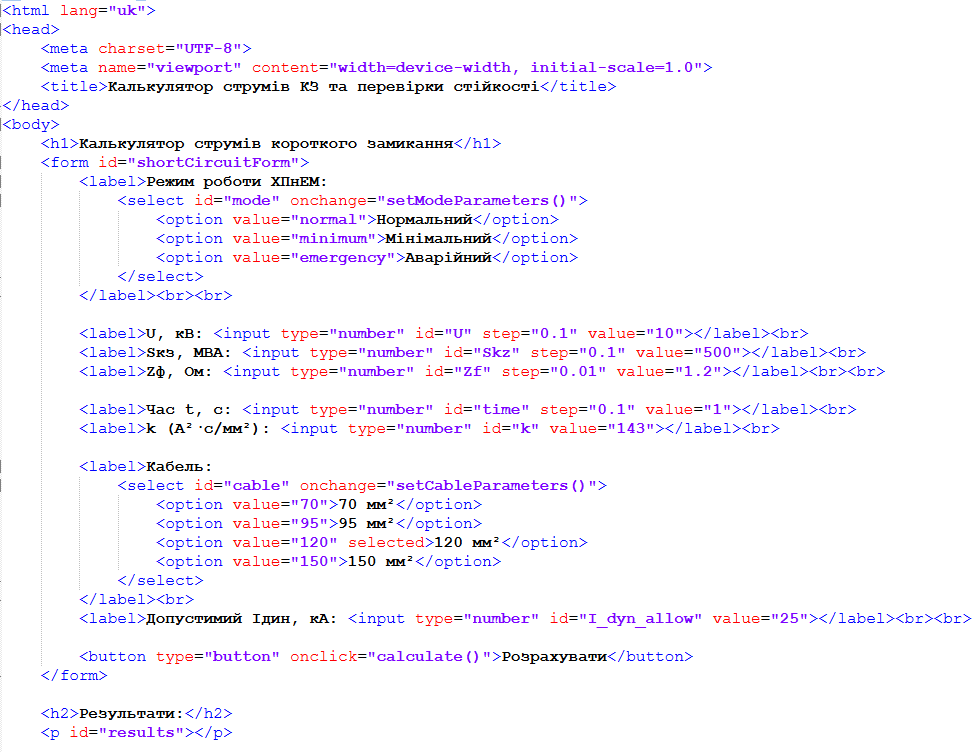 <html lang="uk">
<head>
<meta charset="UTF-8">
<meta name="viewport" content="width=device-width, initial-scale=1.0">
<title>Калькулятор струмів КЗ та перевірки стійкості</title>
</head>
<body>
<h1>Калькулятор струмів короткого замикання</h1>
<form id="shortCircuitForm">
<label>Режим роботи ХПнЕМ:
<select id="mode" onchange="setModeParameters()">
<option value="normal">Нормальний</option>
<option value="minimum">Мінімальний</option>
<option value="emergency">Аварійний</option>
</select>
</label><br><br>
<label>U, кВ: <input type="number" id="U" step="0.1" value="10"></label><br>
<label>Sкз, МВА: <input type="number" id="Skz" step="0.1" value="500"></label><br>
<label>Zф, Ом: <input type="number" id="Zf" step="0.01" value="1.2"></label><br><br>
<label>Час t, с: <input type="number" id="time" step="0.1" value="1"></label><br>
<label>k (А²·с/мм²): <input type="number" id="k" value="143"></label><br>
<label>Кабель:
<select id="cable" onchange="setCableParameters()">
<option value="70">70 мм²</option>
<option value="95">95 мм²</option>
<option value="120" selected>120 мм²</option>
<option value="150">150 мм²</option>
</select>
</label><br>
<label>Допустимий Iдин, кА: <input type="number" id="I_dyn_allow" value="25"></label><br><br>
<button type="button" onclick="calculate()">Розрахувати</button>
</form>
<h2>Результати:</h2>
<p id="results"></p>